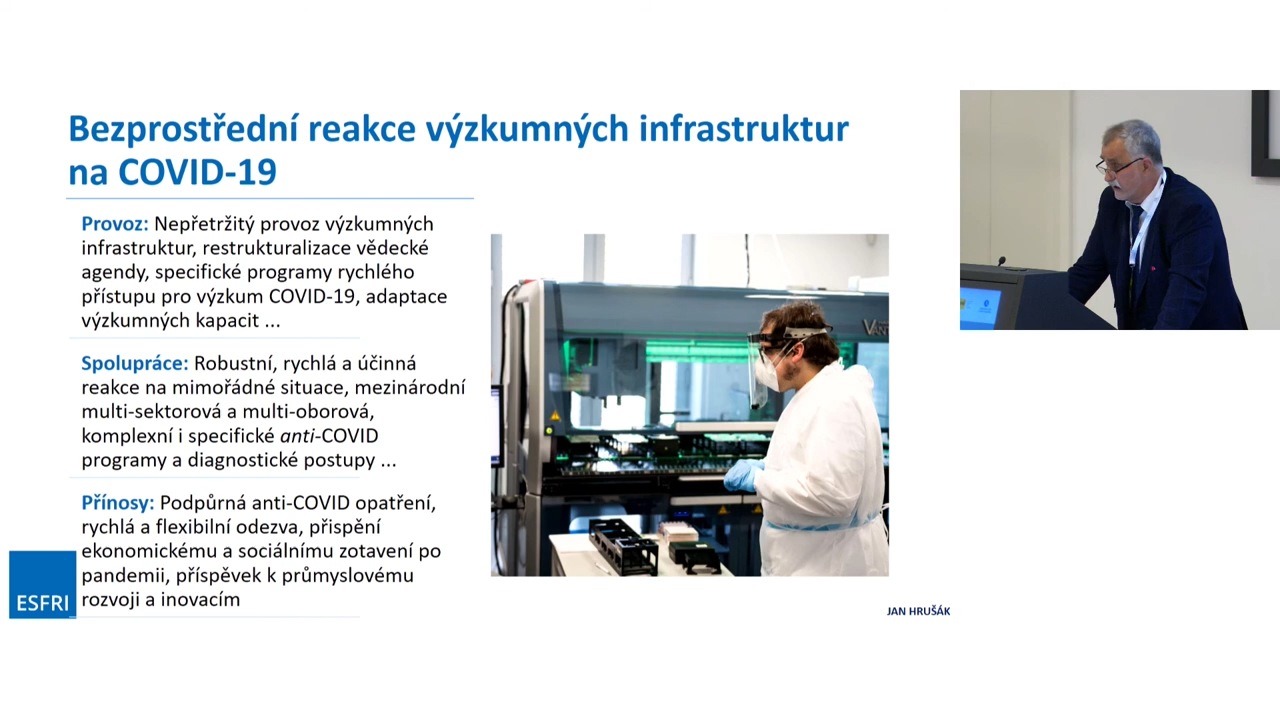 Bezprostřední reakce výzkumných infrastruktur
na COVID-19
Provoz: Nepřetržitý provoz výzkumných
infrastruktur, restrukturalizace vědecké
agendy, specifické programy rychlého
přístupu pro výzkum COVID-19, adaptace
výzkumných kapacit ...
Spolupráce: Robustní, rychlá a účinná
reakce na mimořádné situace, mezinárodní
multi-sektorová a multi-oborová,
komplexní i specifické anti-COVID
programy a diagnostické postupy ...
Přínosy: Podpůrná anti-COVID opatření,
rychlá a flexibilní odezva, přispění
ekonomickému a sociálnímu zotavení po
pandemii, příspěvek k průmyslovému
rozvoji a inovacím
ESFRI
JAN HRUŠÁK